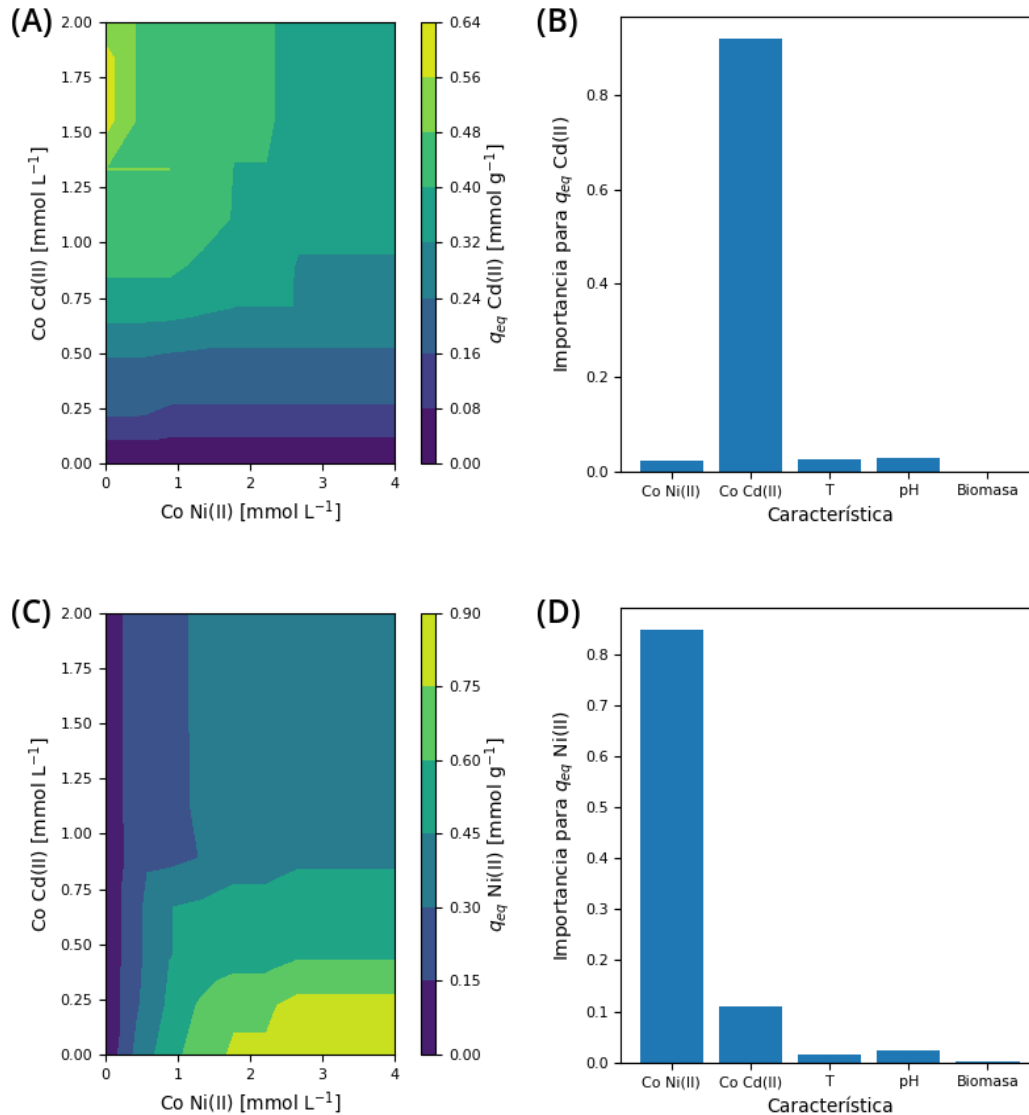 (A)
2.00
1.75
1.50
1.25
1.00
0.75
0.50
0.25
0.00
Co Cd(II) [mmol L⁻¹]
0 1 2 3 4
Co Ni(II) [mmol L⁻¹]
0.64
0.56
0.48
0.40
0.32
0.24
0.16
0.08
0.00
q_eq Cd(II) [mmol g⁻¹]
(B)
0.8
0.6
0.4
0.2
0.0
Importancia para q_eq Cd(II)
Co Ni(II) Co Cd(II) T pH Biomasa
Característica
(C)
2.00
1.75
1.50
1.25
1.00
0.75
0.50
0.25
0.00
Co Cd(II) [mmol L⁻¹]
0 1 2 3 4
Co Ni(II) [mmol L⁻¹]
0.90
0.75
0.60
0.45
0.30
0.15
0.00
q_eq Ni(II) [mmol g⁻¹]
(D)
0.8
0.7
0.6
0.5
0.4
0.3
0.2
0.1
0.0
Importancia para q_eq Ni(II)
Co Ni(II) Co Cd(II) T pH Biomasa
Característica